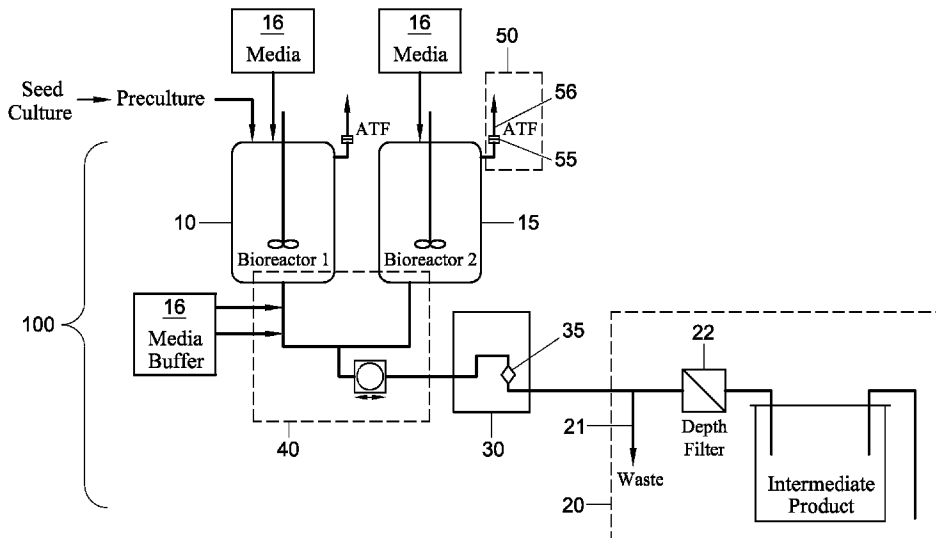 16
Media
16
Media
50
Seed
Culture
Preculture
ATF
56
ATF
55
10
15
Bioreactor 1
Bioreactor 2
100
16
Media
Buffer
35
22
40
30
21
Depth
Filter
Waste
20
Intermediate
Product